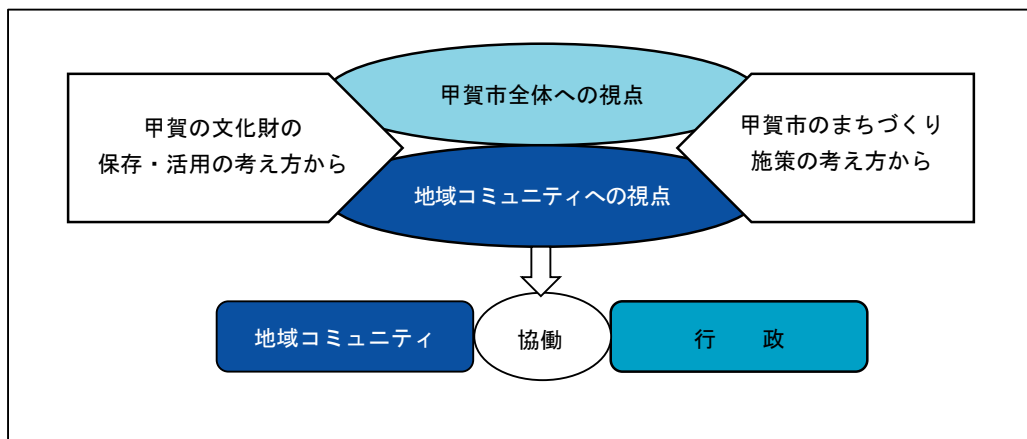 甲賀市全体への視点
甲賀の文化財の
保存・活用の考え方から
甲賀市のまちづくり
施策の考え方から
地域コミュニティへの視点
地域コミュニティ
協働
行　　政